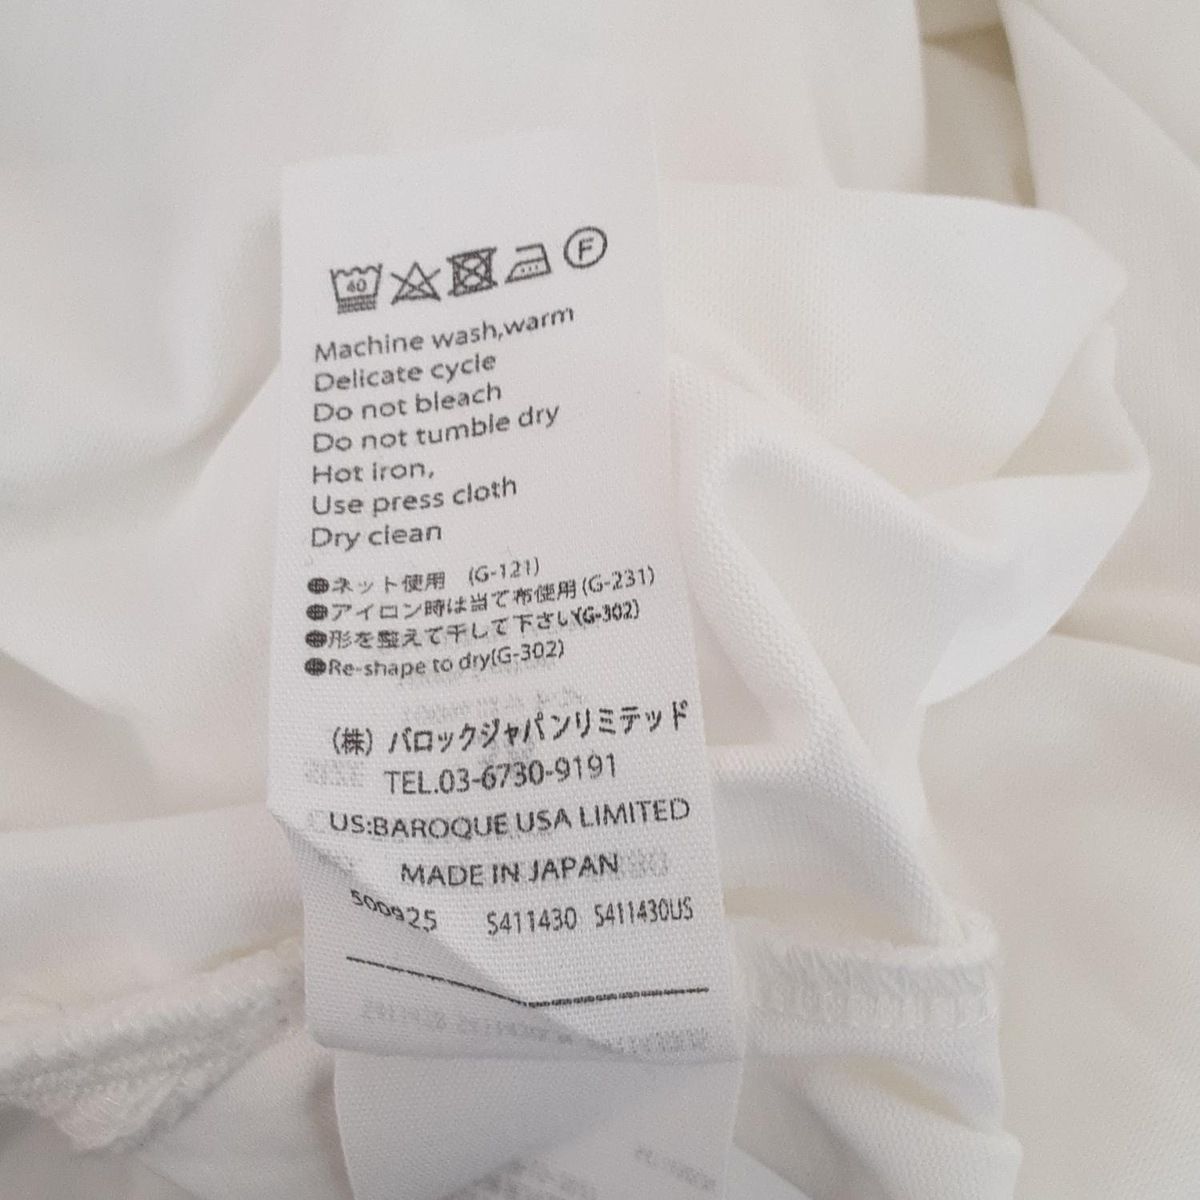 40 F
Machine wash,warm
Delicate cycle
Do not bleach
Do not tumble dry
Hot iron,
Use press cloth
Dry clean
●ネット使用 (G-121)
●アイロン時は当て布使用(G-231)
●形を整えて干して下さい(G-302)
●Re-shape to dry(G-302)
(株) バロックジャパンリミテッド
TEL.03-6730-9191
US:BAROQUE USA LIMITED
MADE IN JAPAN
500925 S411430 S411430US